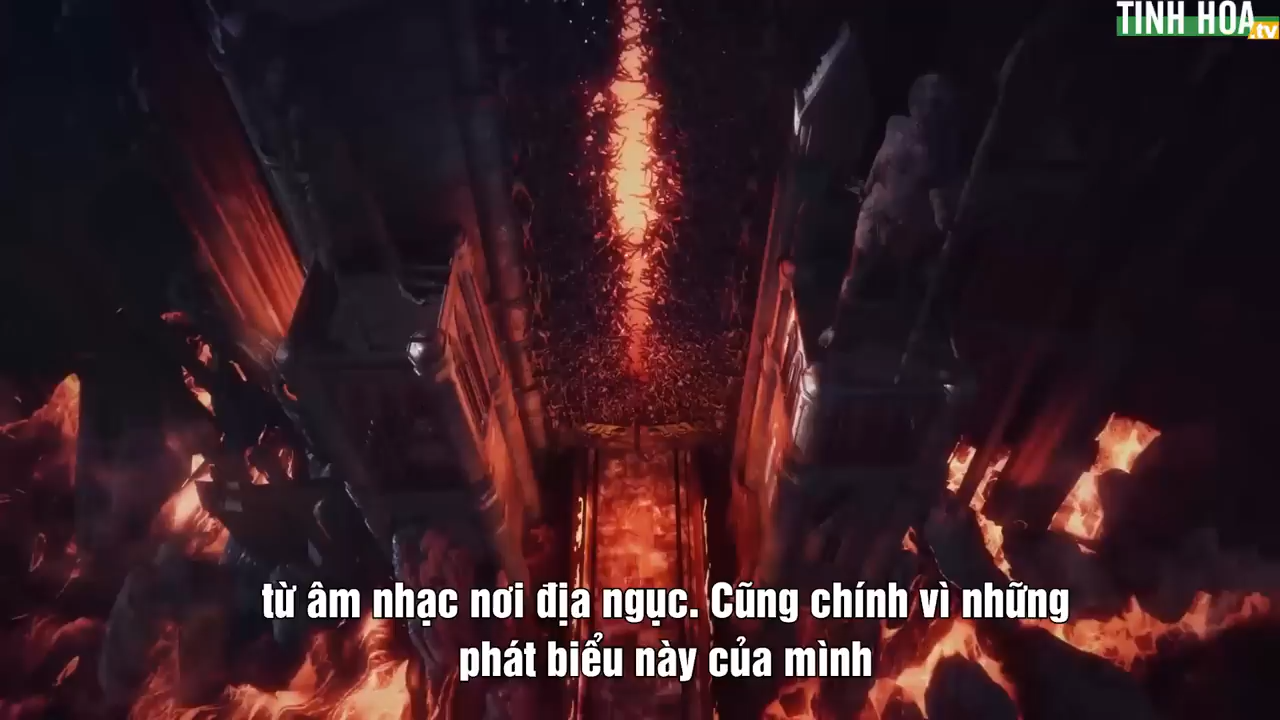 TINH HOA
.tv
từ âm nhạc nơi địa ngục. Cũng chính vì những
phát biểu này của mình